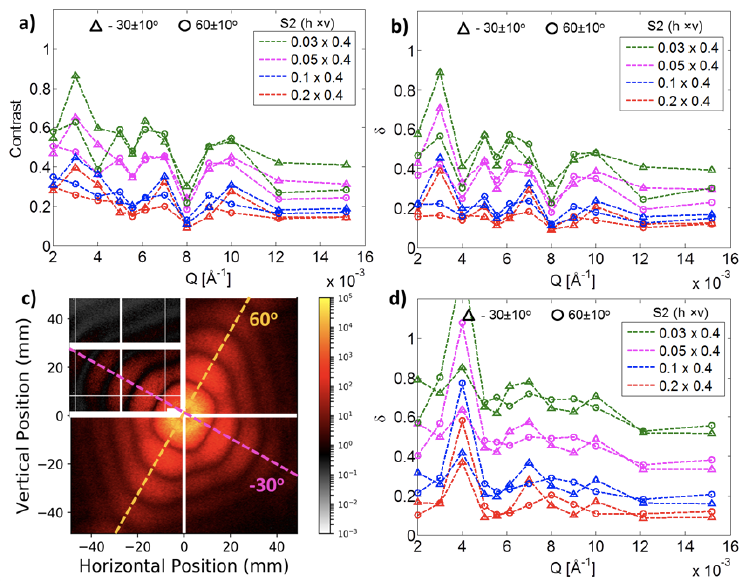 a)
- 30±10° 60±10° S2 (h ×v)
0.03 x 0.4
0.05 x 0.4
0.1 x 0.4
0.2 x 0.4
Contrast
1
0.8
0.6
0.4
0.2
0
2 4 6 8 10 12 14 16
Q [Å⁻¹]
x 10⁻³
b)
- 30±10° 60±10° S2 (h ×v)
0.03 x 0.4
0.05 x 0.4
0.1 x 0.4
0.2 x 0.4
δ
1
0.8
0.6
0.4
0.2
0
2 4 6 8 10 12 14 16
Q [Å⁻¹]
x 10⁻³
c)
60°
-30°
Vertical Position (mm)
40
20
0
−20
−40
−40 −20 0 20 40
Horizontal Position (mm)
10⁵
10⁴
10³
10²
10¹
10⁰
10⁻¹
10⁻²
10⁻³
d)
- 30±10° 60±10° S2 (h ×v)
0.03 x 0.4
0.05 x 0.4
0.1 x 0.4
0.2 x 0.4
δ
1
0.8
0.6
0.4
0.2
0
2 4 6 8 10 12 14 16
Q [Å⁻¹]
x 10⁻³